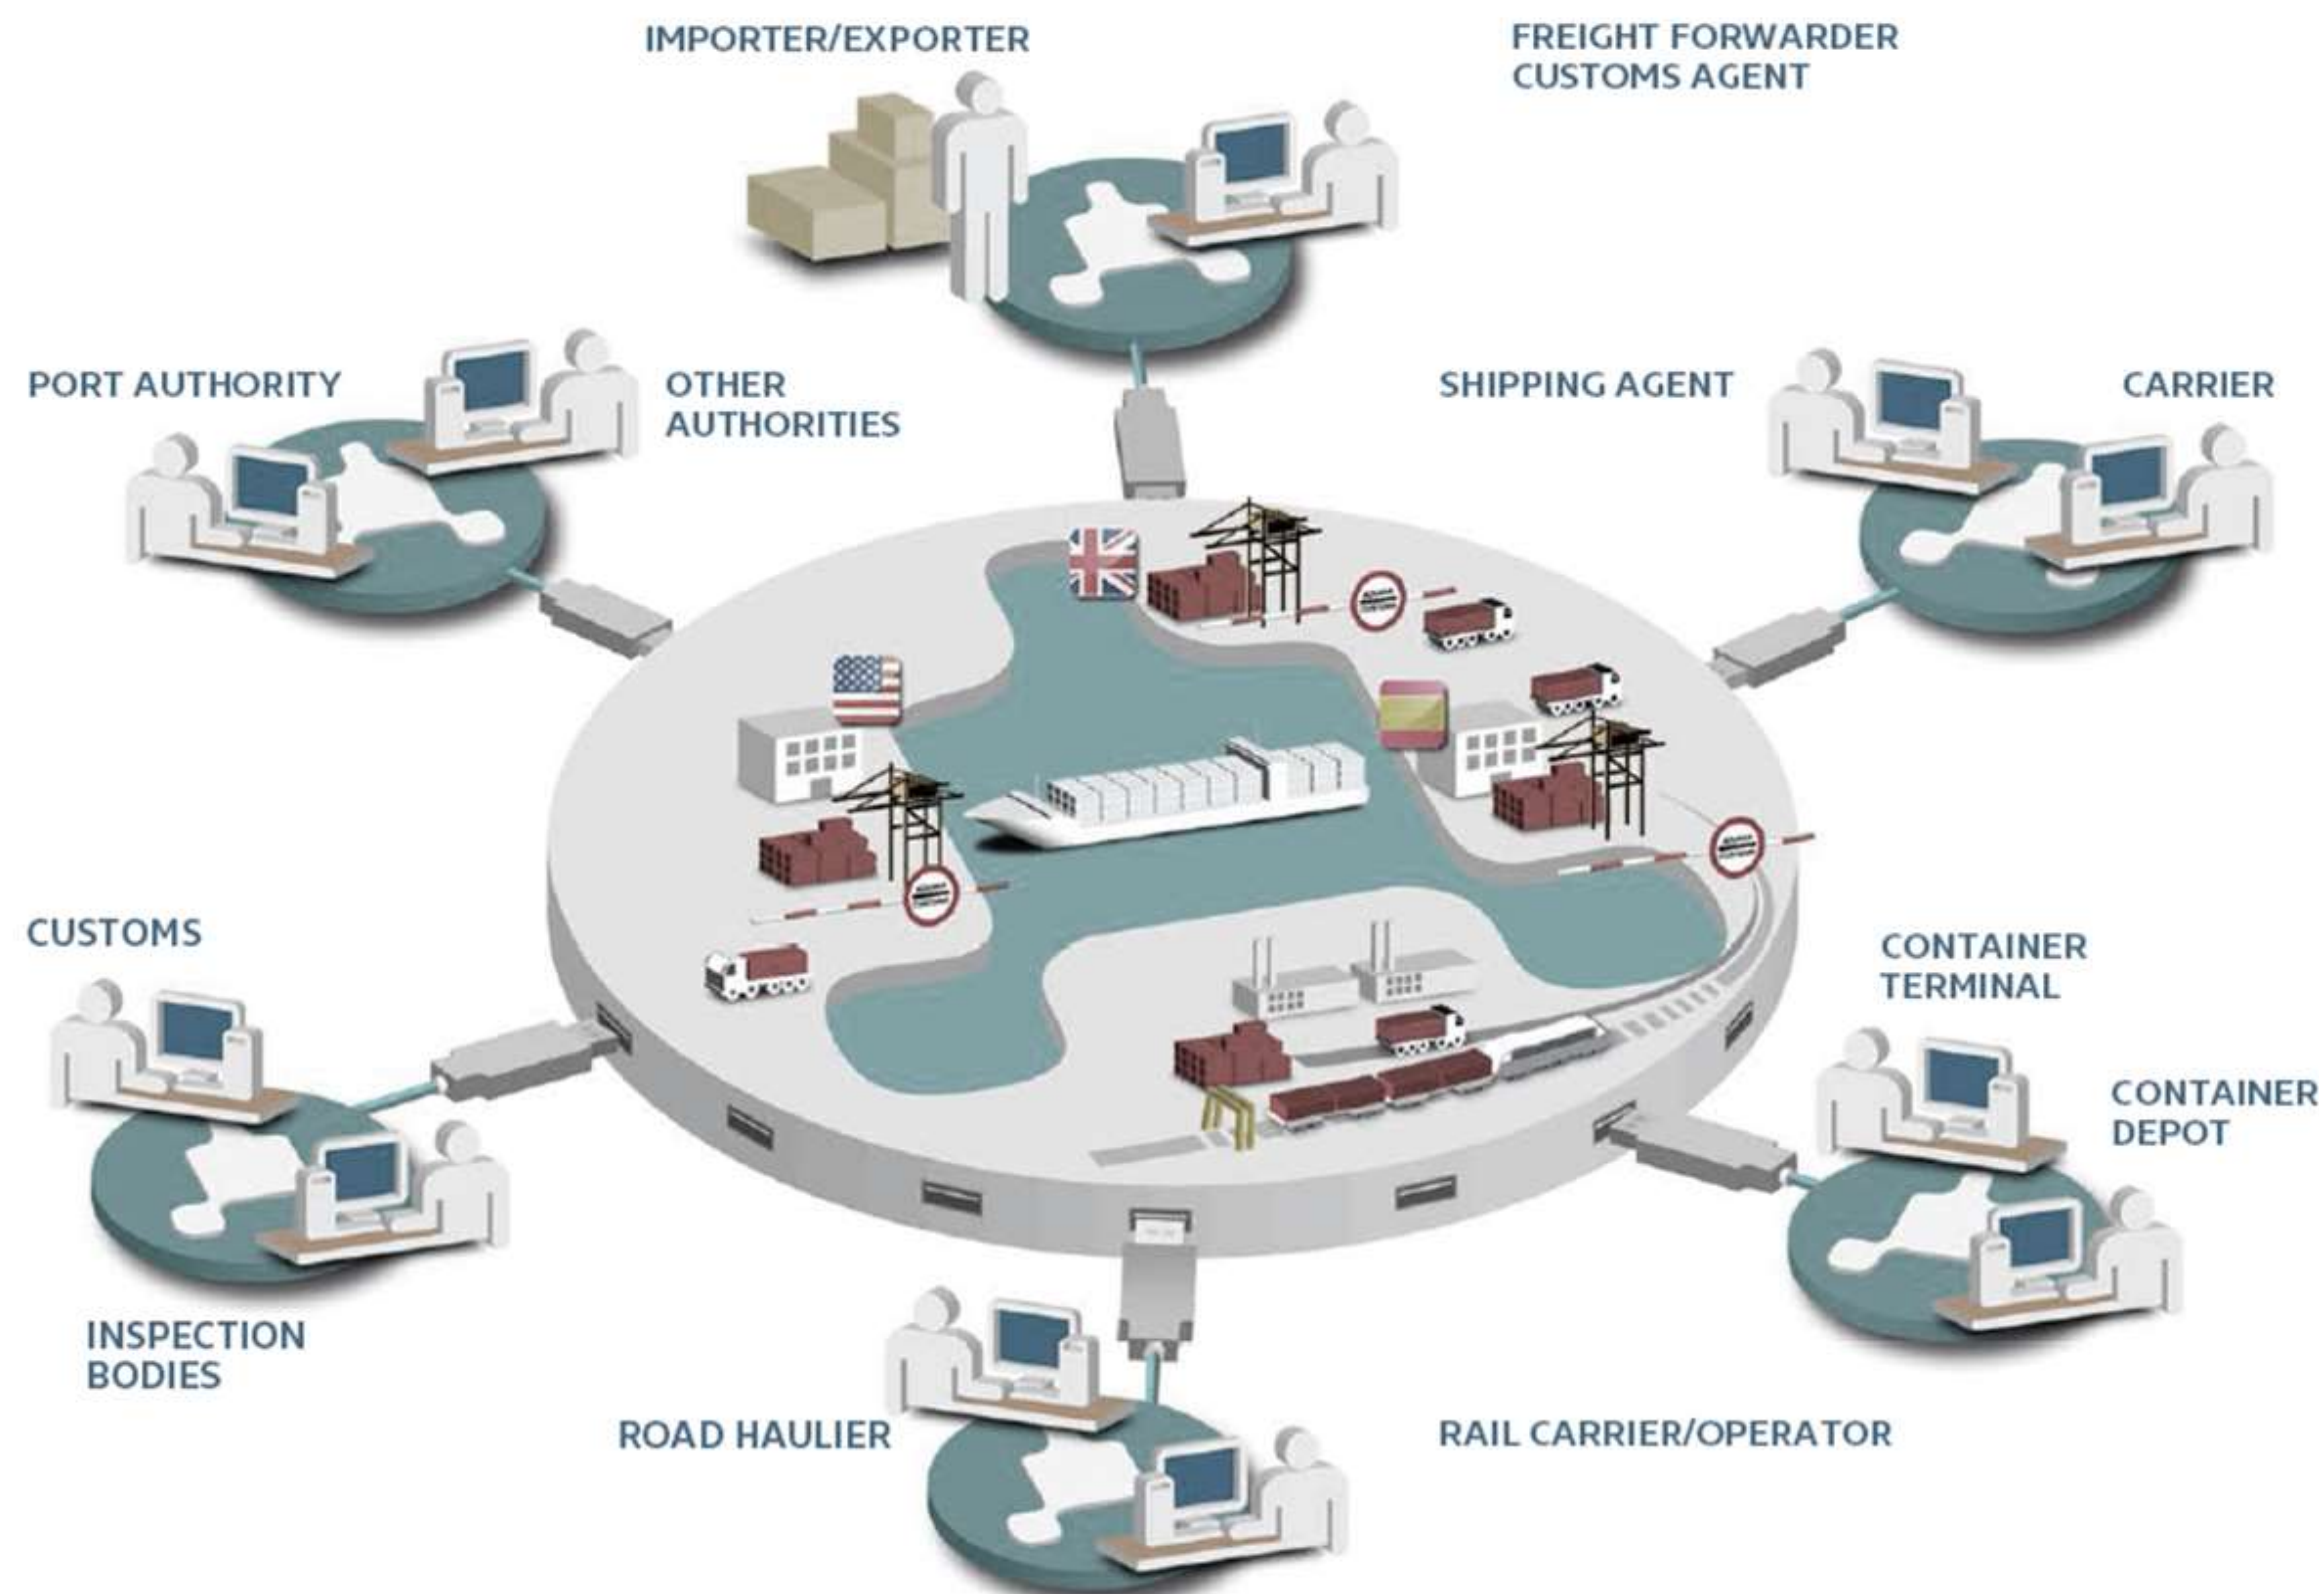 IMPORTER/EXPORTER
FREIGHT FORWARDER
CUSTOMS AGENT
PORT AUTHORITY
OTHER
AUTHORITIES
SHIPPING AGENT
CARRIER
CUSTOMS
CONTAINER
TERMINAL
CONTAINER
DEPOT
INSPECTION
BODIES
ROAD HAULIER
RAIL CARRIER/OPERATOR